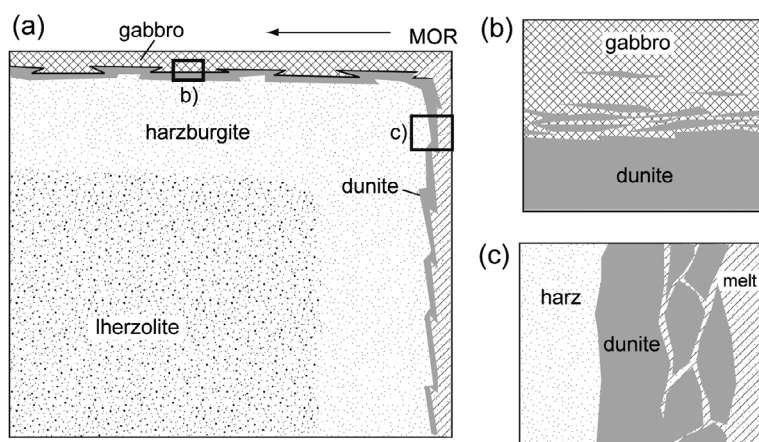 (a)
gabbro
MOR
b)
harzburgite
c)
dunite
lherzolite
(b)
gabbro
dunite
(c)
harz
melt
dunite